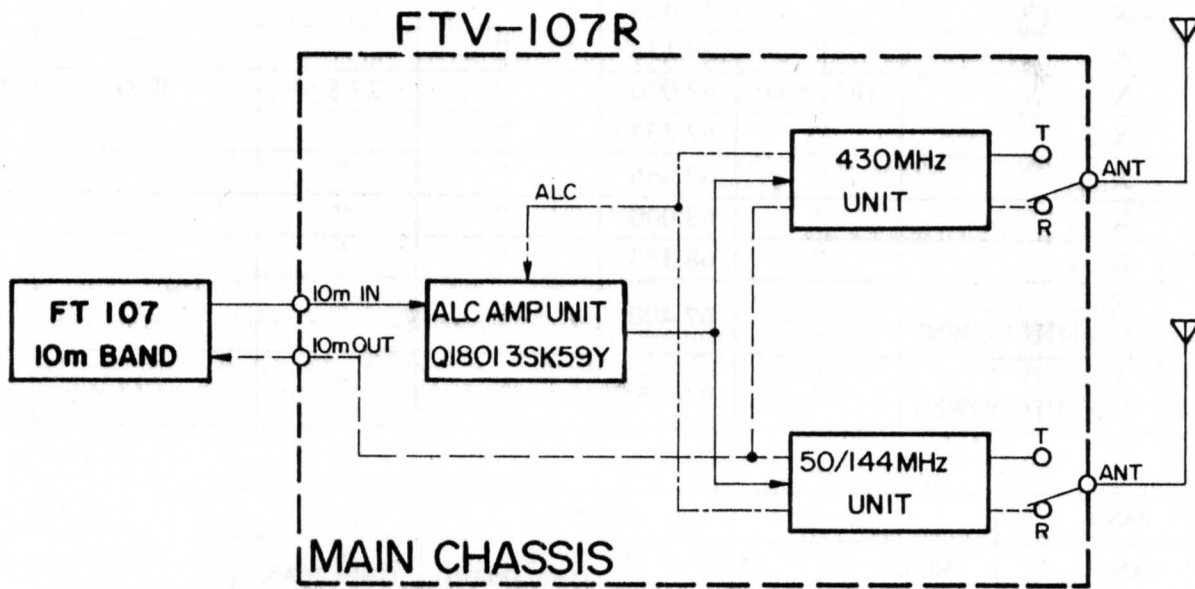 FTV-107R
T
430MHz
UNIT
ANT
R
ALC
FT 107
10m BAND
10m IN
10m OUT
ALC AMP UNIT
Q1801 3SK59Y
T
50/144MHz
UNIT
ANT
R
MAIN CHASSIS